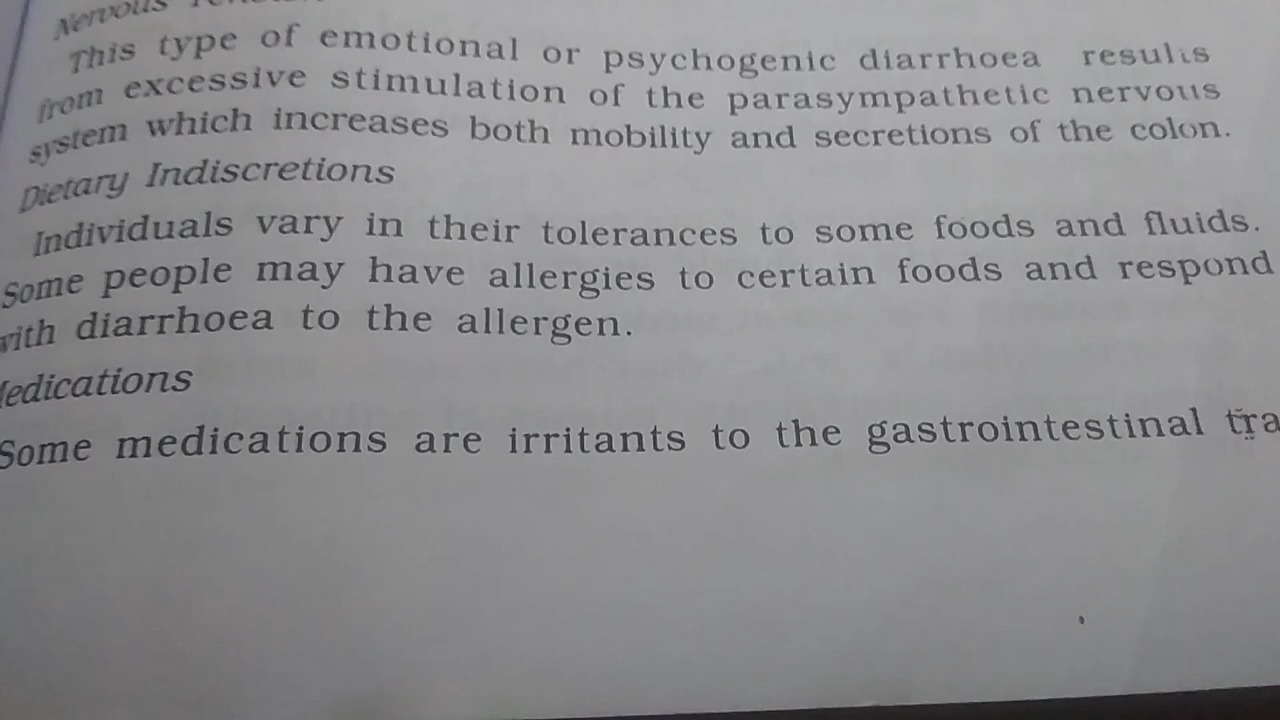 Nervous
This type of emotional or psychogenic diarrhoea results
from excessive stimulation of the parasympathetic nervous
system which increases both mobility and secretions of the colon.
Dietary Indiscretions
Individuals vary in their tolerances to some foods and fluids.
Some people may have allergies to certain foods and respond
with diarrhoea to the allergen.
Medications
Some medications are irritants to the gastrointestinal tra